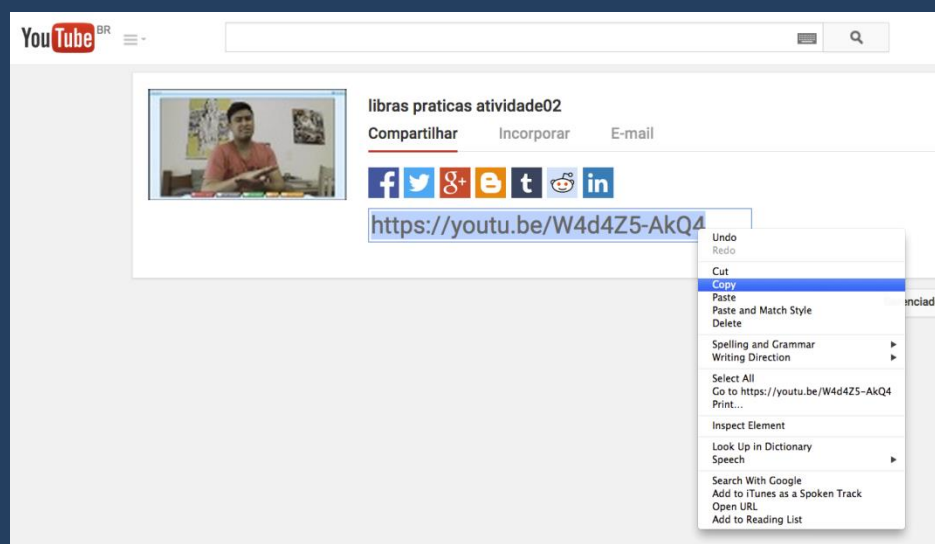 YouTube BR
libras praticas atividade02
Compartilhar Incorporar E-mail
f g+ B t in
https://youtu.be/W4d4Z5-AkQ4
Undo
Redo
Cut
Copy
Paste
enciad
Paste and Match Style
Delete
Spelling and Grammar
Writing Direction
Select All
Go to https://youtu.be/W4d4Z5-AkQ4
Print...
Inspect Element
Look Up in Dictionary
Speech
Search With Google
Add to iTunes as a Spoken Track
Open URL
Add to Reading List